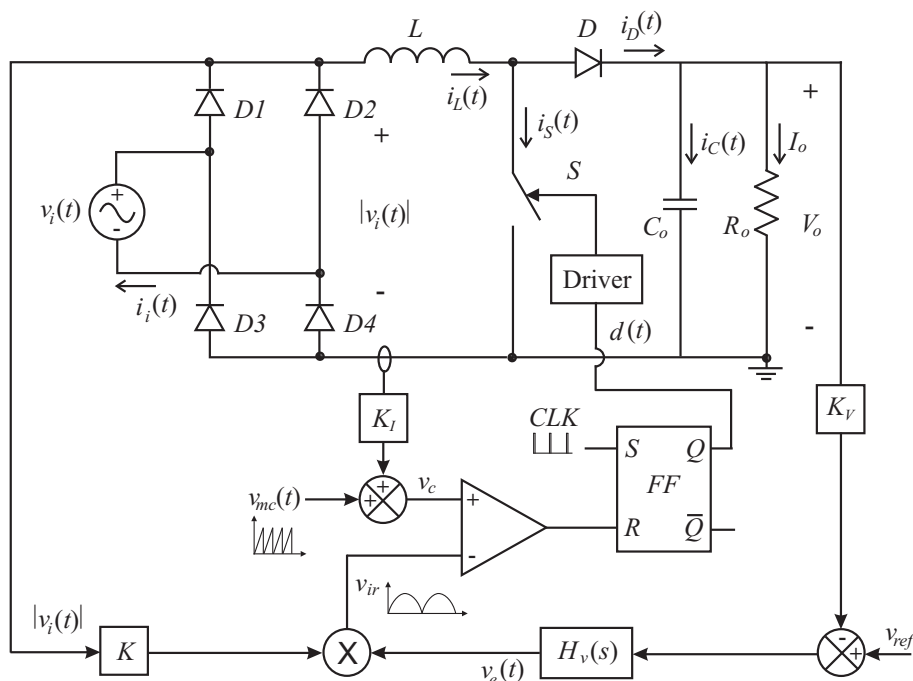 L
D
i_D(t)
D1
D2
+
i_L(t)
i_S(t)
i_C(t)
I_o
+
v_i(t)
+
-
|v_i(t)|
S
C_o
R_o
V_o
Driver
i_i(t)
-
D3
D4
d(t)
-
K_I
CLK
K_V
S
Q
FF
R
Q̅
v_mc(t)
+
+
v_c
+
-
v_ir
|v_i(t)|
K
X
v_e(t)
H_v(s)
-
+
v_ref